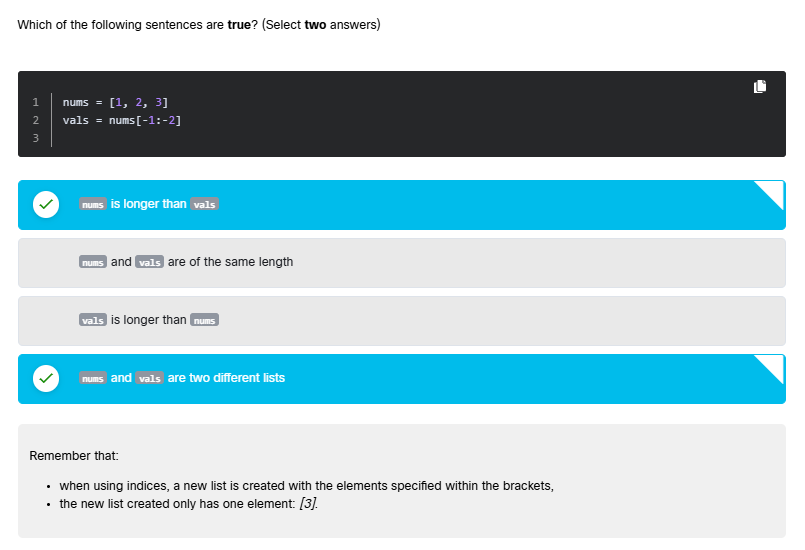 Which of the following sentences are true? (Select two answers)
1 nums = [1, 2, 3]
2 vals = nums[-1:-2]
3
nums is longer than vals
nums and vals are of the same length
vals is longer than nums
nums and vals are two different lists
Remember that:
• when using indices, a new list is created with the elements specified within the brackets,
• the new list created only has one element: [3].